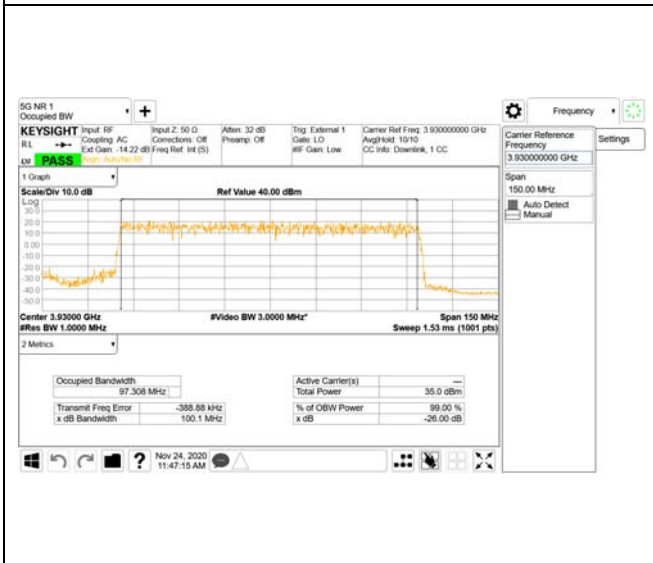 5G NR 1
Occupied BW
+
Frequency
KEYSIGHT
RL
PASS
Input: RF
Coupling: AC
Ext Gain: -14.22 dB
Align: Auto/No RF
Input Z: 50 Ω
Corrections: Off
Freq Ref: Int (S)
Atten: 32 dB
Preamp: Off
Trig: External 1
Gate: LO
#IF Gain: Low
Carrier Ref Freq: 3.930000000 GHz
Avg|Hold: 10/10
CC Info: Downlink, 1 CC
Carrier Reference
Frequency
3.930000000 GHz
Settings
Span
150.00 MHz
Auto Detect
Manual
1 Graph
Scale/Div 10.0 dB
Ref Value 40.00 dBm
Log
30.0
20.0
10.0
0.00
-10.0
-20.0
-30.0
-40.0
-50.0
Center 3.93000 GHz
#Video BW 3.0000 MHz*
Span 150 MHz
#Res BW 1.0000 MHz
Sweep 1.53 ms (1001 pts)
2 Metrics
Occupied Bandwidth
97.308 MHz
Transmit Freq Error -388.88 kHz
x dB Bandwidth 100.1 MHz
Active Carrier(s) ---
Total Power 35.0 dBm
% of OBW Power 99.00 %
x dB -26.00 dB
?
Nov 24, 2020
11:47:15 AM